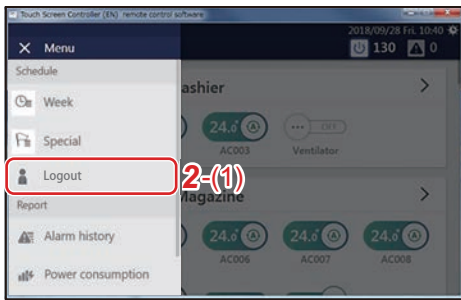 Touch Screen Controller (EN) remote control software
2018/09/28 Fri. 10:40
× Menu
130 0
Schedule
ashier
Week
24.0 A
OFF
Special
AC003 Ventilator
Logout
2-(1)
Magazine
Report
Alarm history
24.0 A 24.0 A 24.0 A
AC006 AC007 AC008
Power consumption